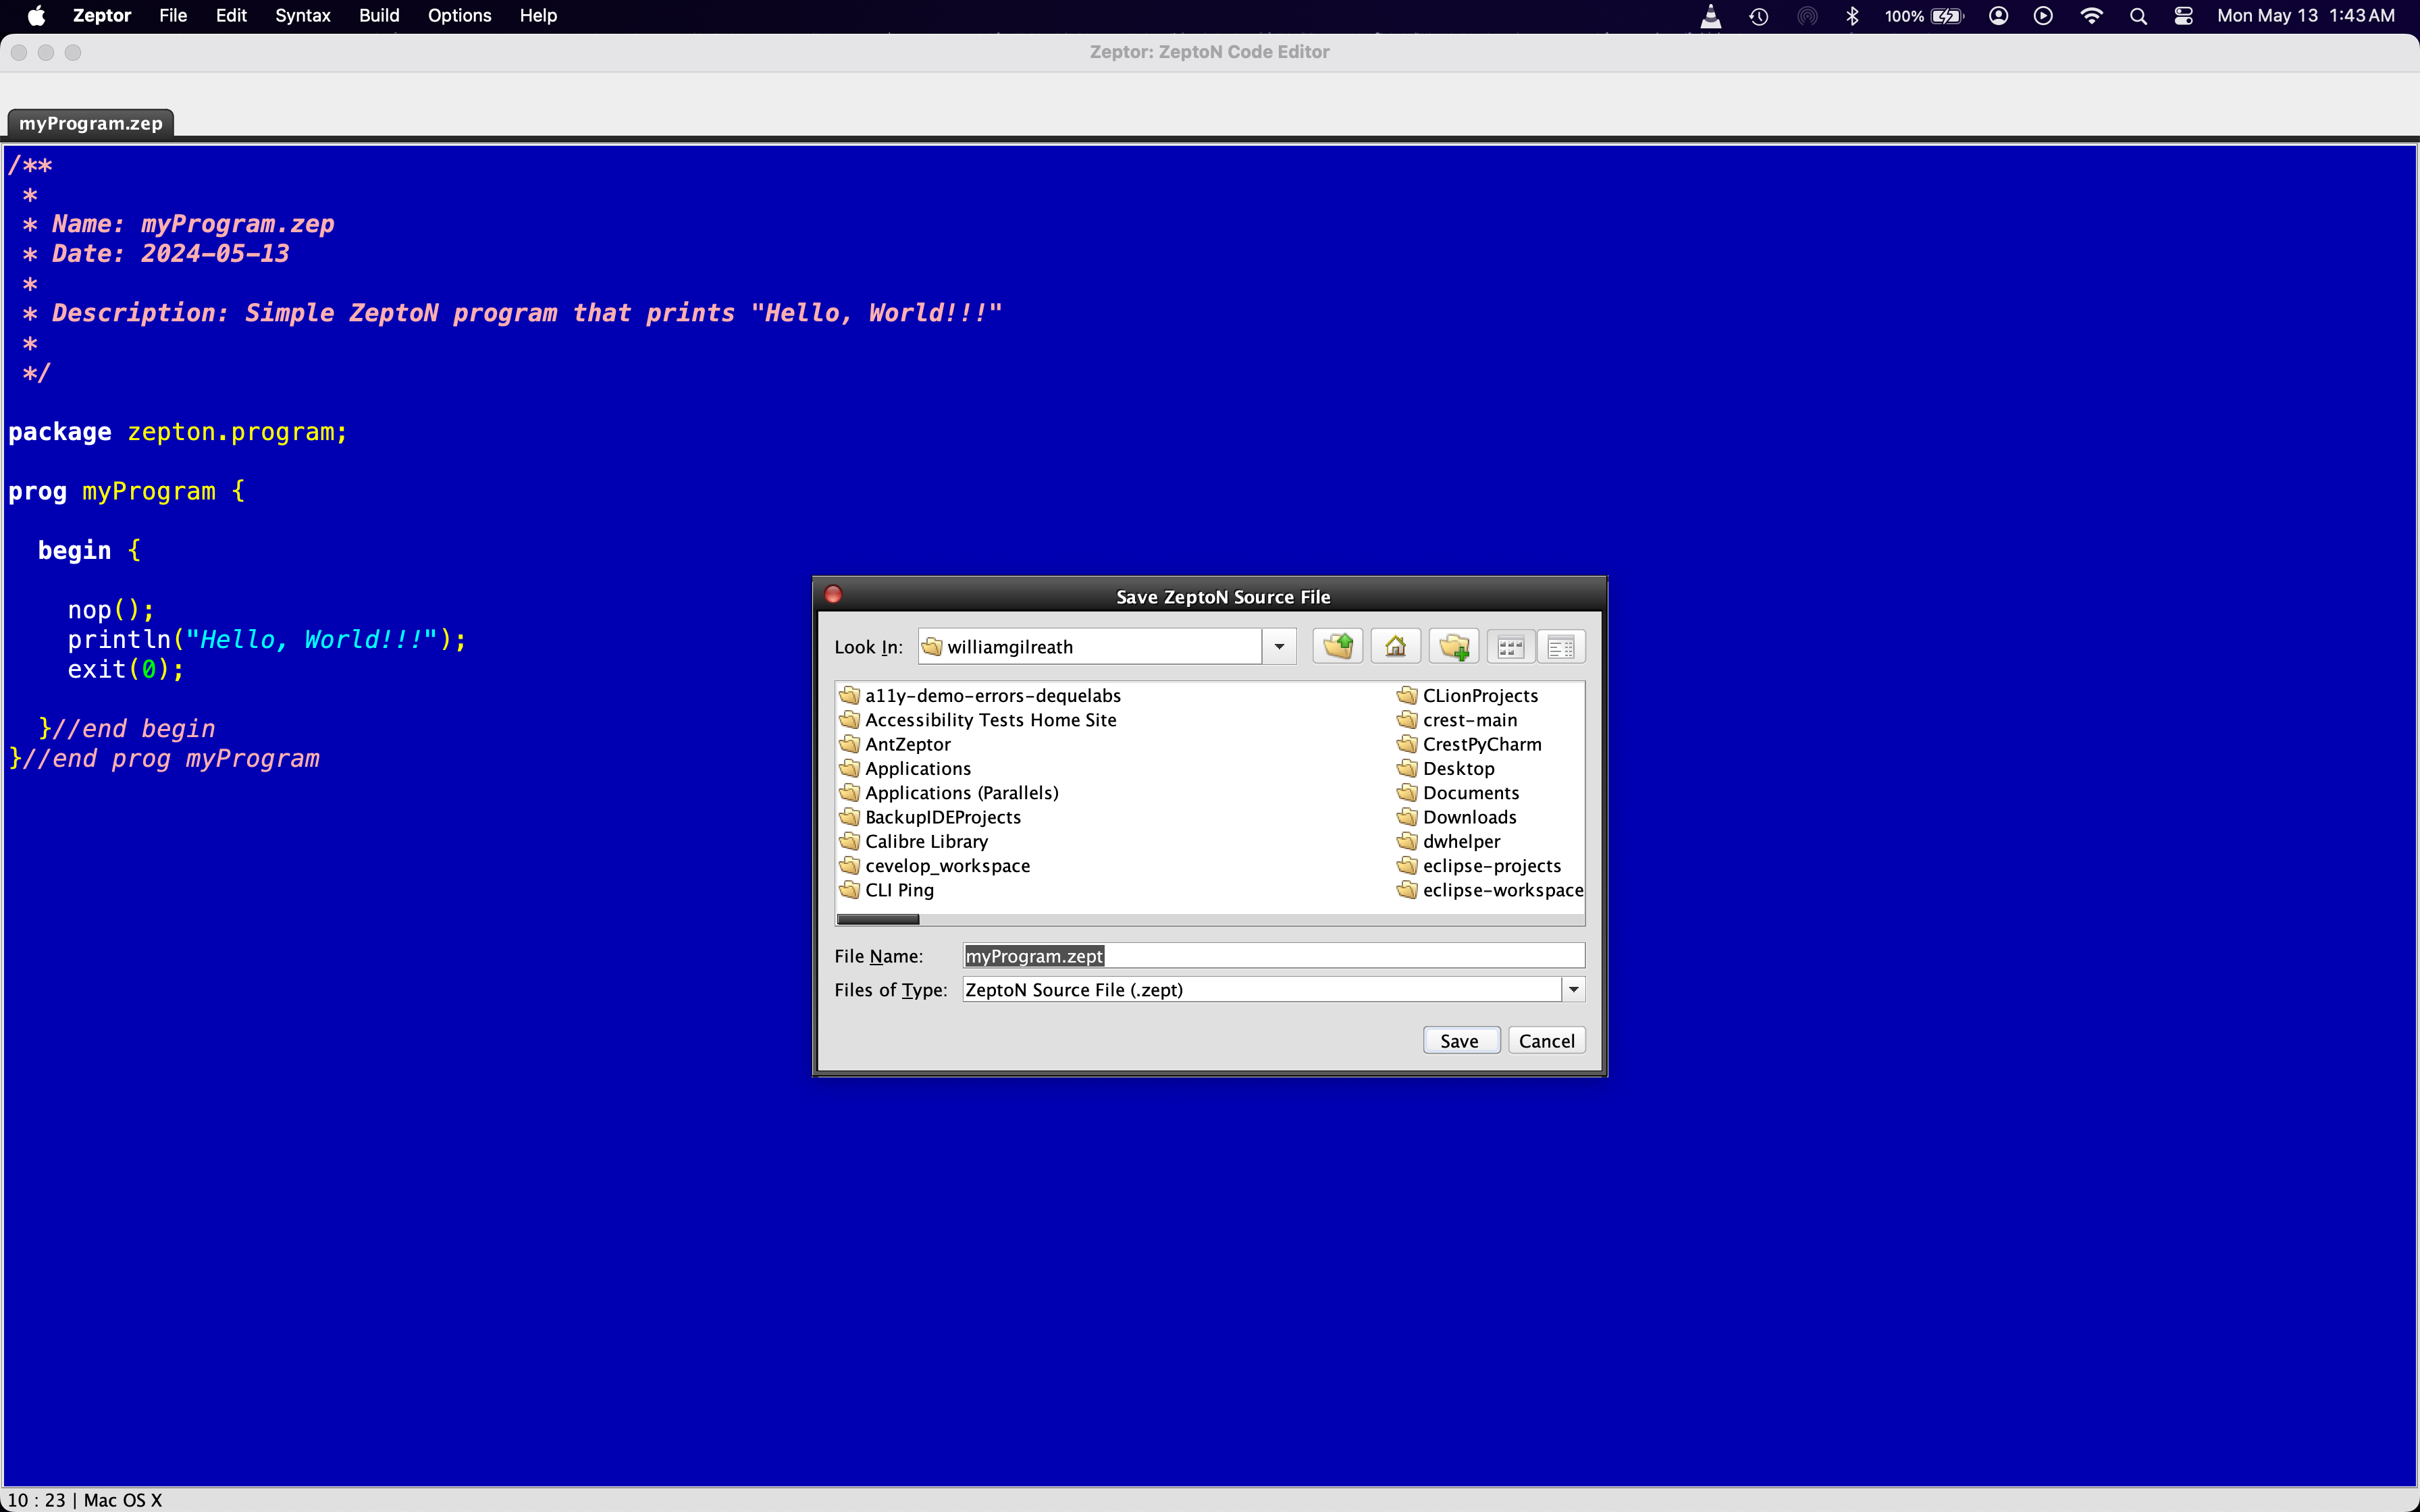 Zeptor File Edit Syntax Build Options Help 100% Mon May 13 1:43 AM
Zeptor: ZeptoN Code Editor
myProgram.zep
/**
 *
 * Name: myProgram.zep
 * Date: 2024-05-13
 *
 * Description: Simple ZeptoN program that prints "Hello, World!!!"
 *
 */
package zepton.program;
prog myProgram {
  begin {
    nop();
    println("Hello, World!!!");
    exit(0);
  }//end begin
}//end prog myProgram
Save ZeptoN Source File
Look In: williamgilreath
a11y-demo-errors-dequelabs
Accessibility Tests Home Site
AntZeptor
Applications
Applications (Parallels)
BackupIDEProjects
Calibre Library
cevelop_workspace
CLI Ping
CLionProjects
crest-main
CrestPyCharm
Desktop
Documents
Downloads
dwhelper
eclipse-projects
eclipse-workspace
File Name: myProgram.zept
Files of Type: ZeptoN Source File (.zept)
Save Cancel
10 : 23 | Mac OS X